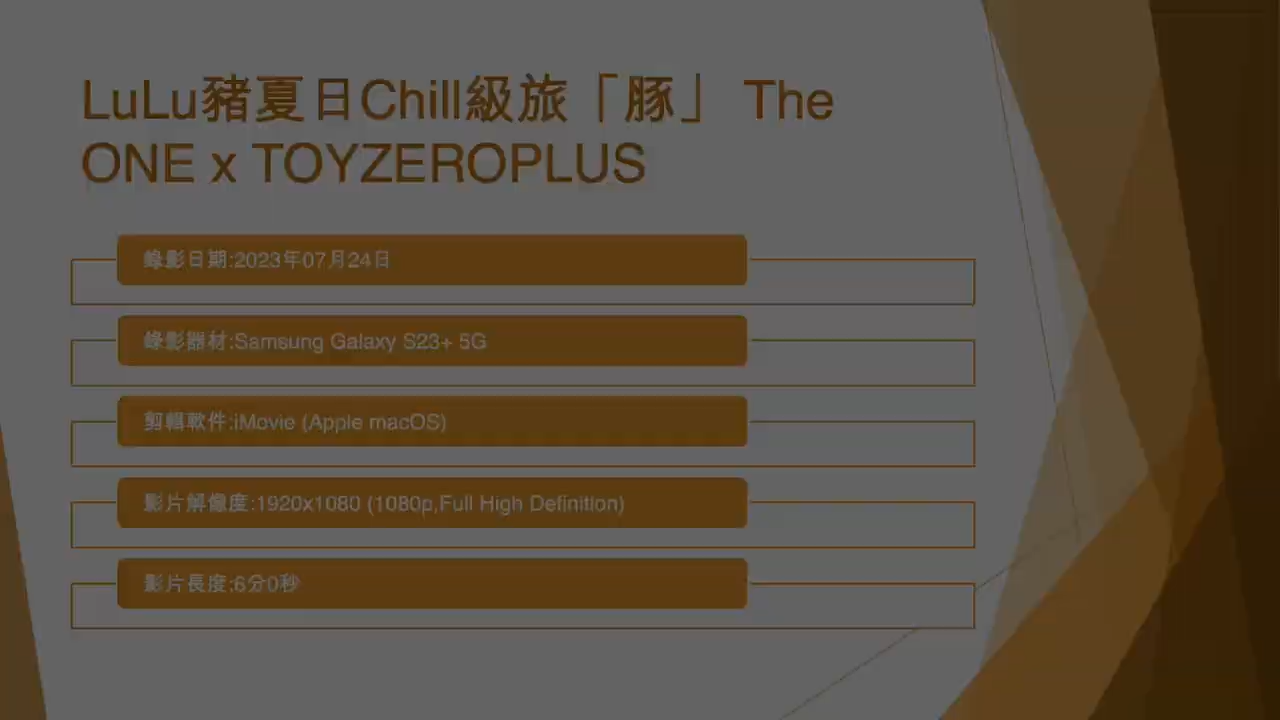 LuLu豬夏日Chill級旅「豚」 The
ONE x TOYZEROPLUS
錄影日期:2023年07月24日
錄影器材:Samsung Galaxy S23+ 5G
剪輯軟件:iMovie (Apple macOS)
影片解像度:1920x1080 (1080p,Full High Definition)
影片長度:6分0秒